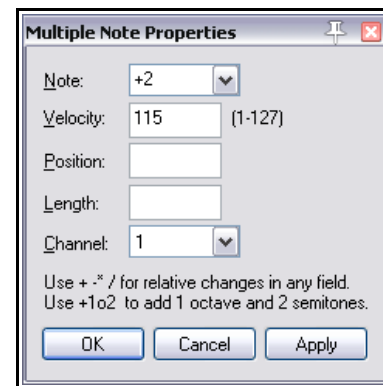 Multiple Note Properties
Note: +2
Velocity: 115 (1-127)
Position:
Length:
Channel: 1
Use + -* / for relative changes in any field.
Use +1o2 to add 1 octave and 2 semitones.
OK Cancel Apply